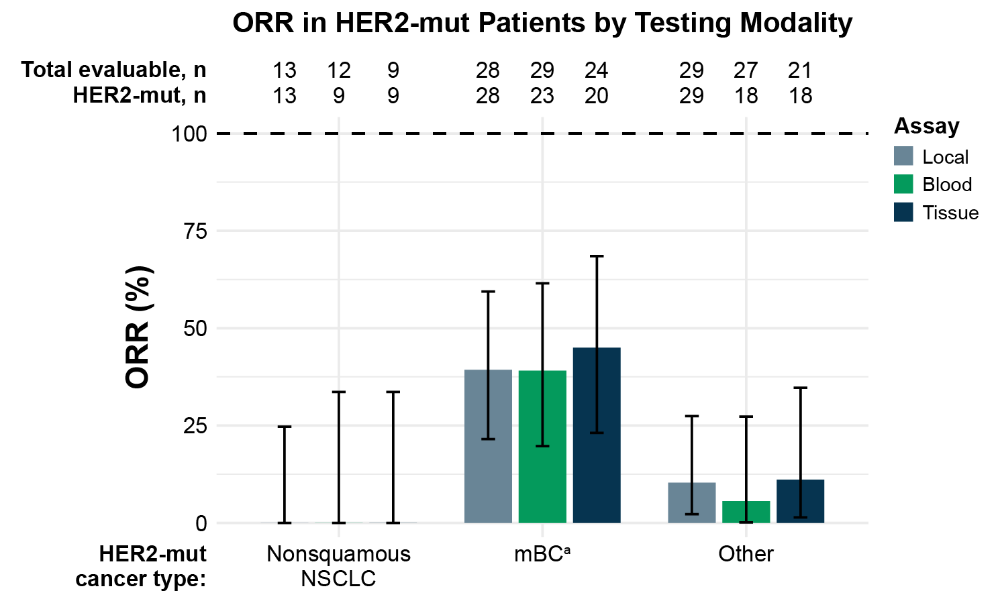 ORR in HER2-mut Patients by Testing Modality
Total evaluable, n 13 12 9 28 29 24 29 27 21
HER2-mut, n 13 9 9 28 23 20 29 18 18
Assay
Local
Blood
Tissue
ORR (%)
100
75
50
25
0
HER2-mut cancer type:
Nonsquamous NSCLC
mBCᵃ
Other